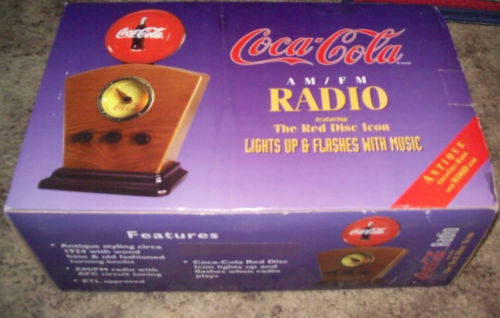 Coca-Cola
Coca-Cola
AM/FM
RADIO
featuring
The Red Disc Icon
LIGHTS UP & FLASHES WITH MUSIC
ANTIQUE
Coca-Cola
Features
• Antique styling circa
1924 with wood
base & old fashioned
turning knobs
• AM/FM radio with
AFC circuit tuning
• ETL approved
• Coca-Cola Red Disc
Icon lights up and
flashes when radio
plays
Radio